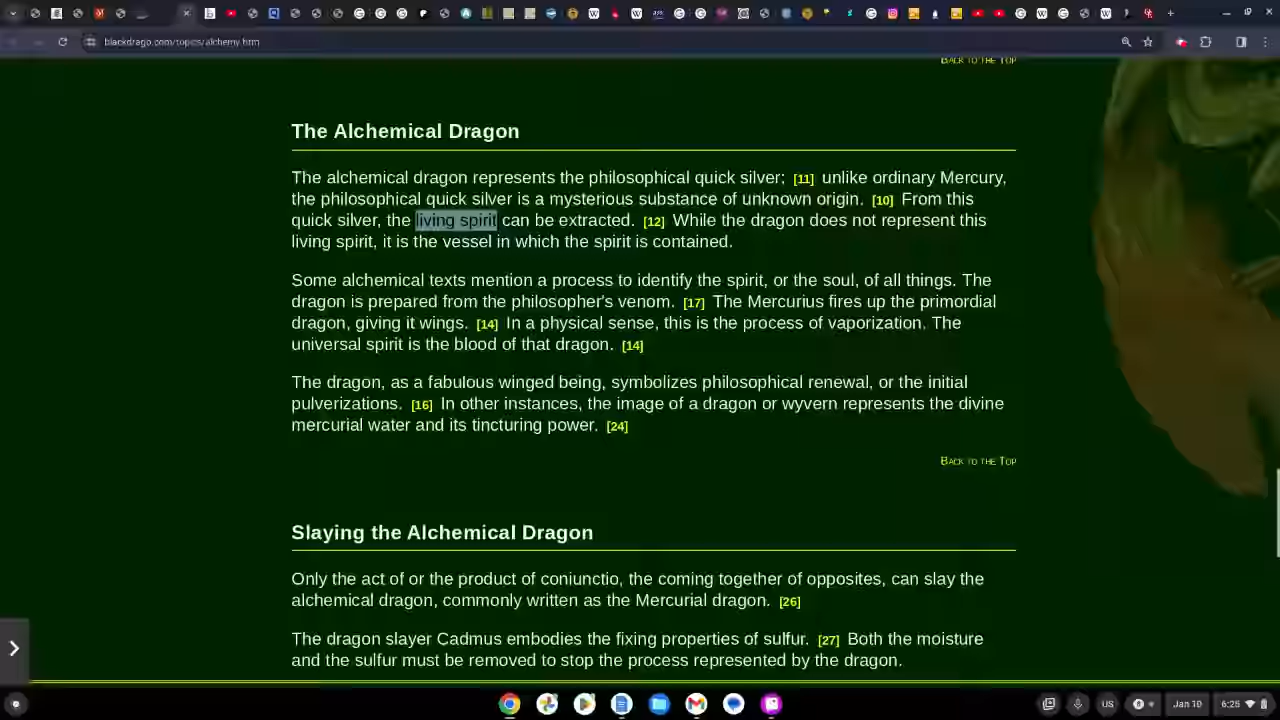 blackdrago.com/topics/alchemy.htm
Back to the Top
The Alchemical Dragon
The alchemical dragon represents the philosophical quick silver; [11] unlike ordinary Mercury,
the philosophical quick silver is a mysterious substance of unknown origin. [10] From this
quick silver, the living spirit can be extracted. [12] While the dragon does not represent this
living spirit, it is the vessel in which the spirit is contained.
Some alchemical texts mention a process to identify the spirit, or the soul, of all things. The
dragon is prepared from the philosopher's venom. [17] The Mercurius fires up the primordial
dragon, giving it wings. [14] In a physical sense, this is the process of vaporization. The
universal spirit is the blood of that dragon. [14]
The dragon, as a fabulous winged being, symbolizes philosophical renewal, or the initial
pulverizations. [16] In other instances, the image of a dragon or wyvern represents the divine
mercurial water and its tincturing power. [24]
Back to the Top
Slaying the Alchemical Dragon
Only the act of or the product of coniunctio, the coming together of opposites, can slay the
alchemical dragon, commonly written as the Mercurial dragon. [26]
The dragon slayer Cadmus embodies the fixing properties of sulfur. [27] Both the moisture
and the sulfur must be removed to stop the process represented by the dragon.
US
Jan 10
6:25